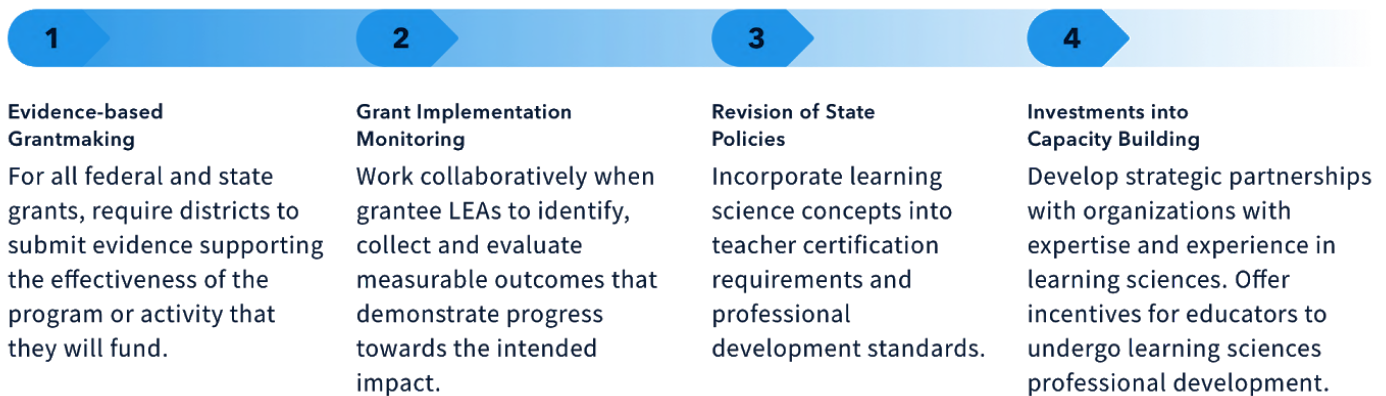 1
2
3
4
Evidence-based
Grantmaking
For all federal and state
grants, require districts to
submit evidence supporting
the effectiveness of the
program or activity that
they will fund.
Grant Implementation
Monitoring
Work collaboratively when
grantee LEAs to identify,
collect and evaluate
measurable outcomes that
demonstrate progress
towards the intended
impact.
Revision of State
Policies
Incorporate learning
science concepts into
teacher certification
requirements and
professional
development standards.
Investments into
Capacity Building
Develop strategic partnerships
with organizations with
expertise and experience in
learning sciences. Offer
incentives for educators to
undergo learning sciences
professional development.